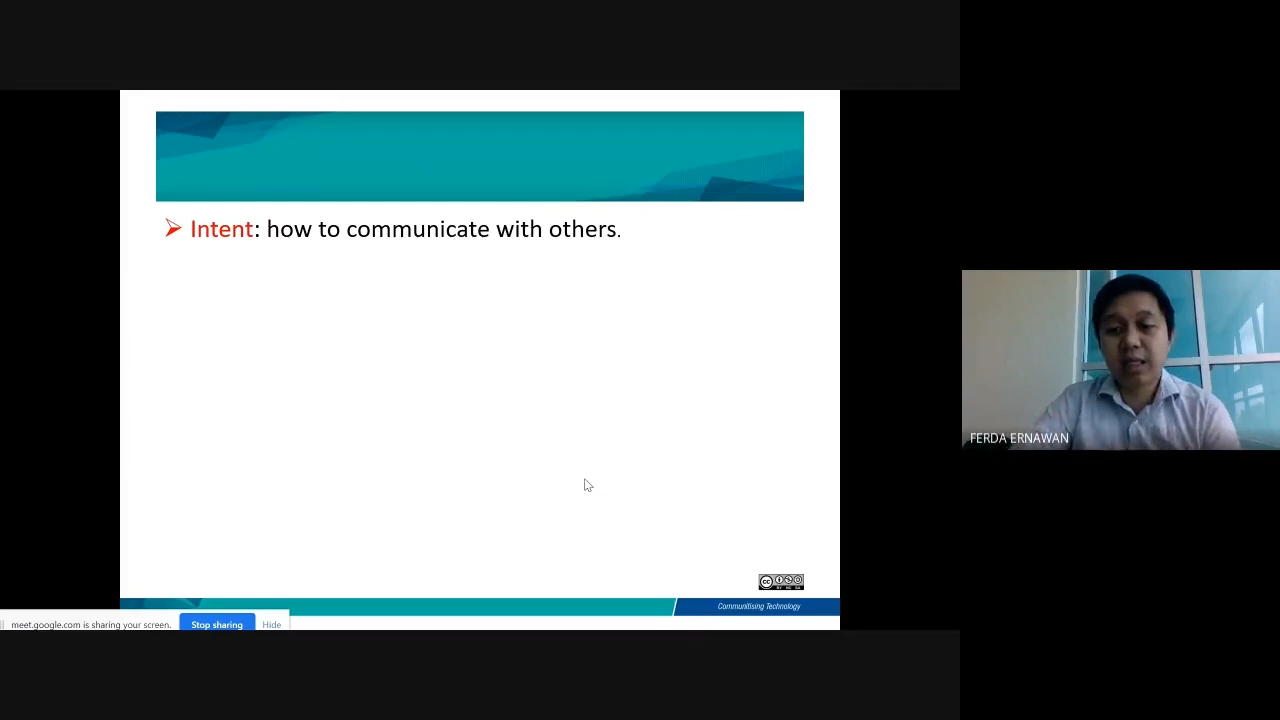 ➢ Intent: how to communicate with others.
FERDA ERNAWAN
Communitising Technology
meet.google.com is sharing your screen. Stop sharing Hide